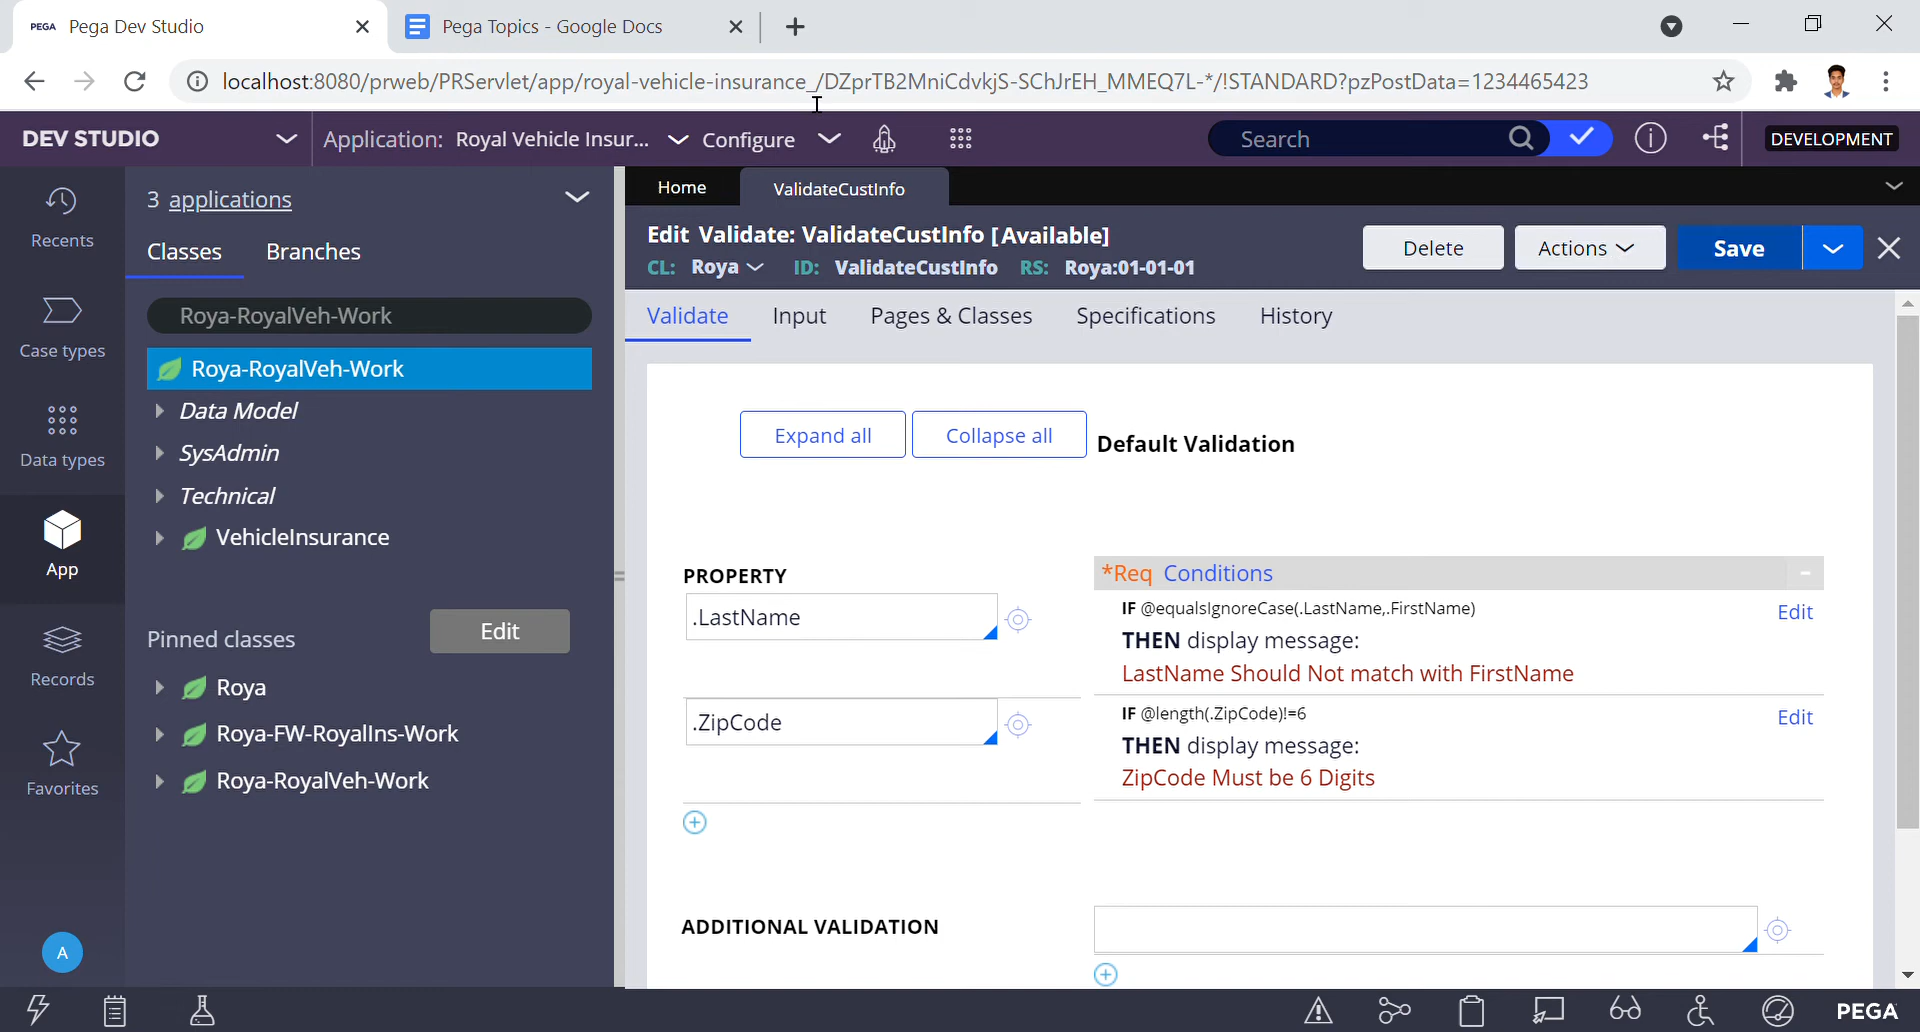 PEGA Pega Dev Studio
Pega Topics - Google Docs
localhost:8080/prweb/PRServlet/app/royal-vehicle-insurance_/DZprTB2MniCdvkjS-SChJrEH_MMEQ7L-*/!STANDARD?pzPostData=1234465423
DEV STUDIO
Application: Royal Vehicle Insur...
Configure
Search
DEVELOPMENT
Recents
Case types
Data types
App
Records
Favorites
A
3 applications
Classes
Branches
Roya-RoyalVeh-Work
Roya-RoyalVeh-Work
Data Model
SysAdmin
Technical
VehicleInsurance
Pinned classes
Edit
Roya
Roya-FW-RoyalIns-Work
Roya-RoyalVeh-Work
Home
ValidateCustInfo
Edit Validate: ValidateCustInfo [Available]
CL: Roya ID: ValidateCustInfo RS: Roya:01-01-01
Delete
Actions
Save
Validate
Input
Pages & Classes
Specifications
History
Expand all
Collapse all
Default Validation
PROPERTY
*Req Conditions
.LastName
IF @equalsIgnoreCase(.LastName,.FirstName)
Edit
THEN display message:
LastName Should Not match with FirstName
.ZipCode
IF @length(.ZipCode)!=6
Edit
THEN display message:
ZipCode Must be 6 Digits
ADDITIONAL VALIDATION
PEGA